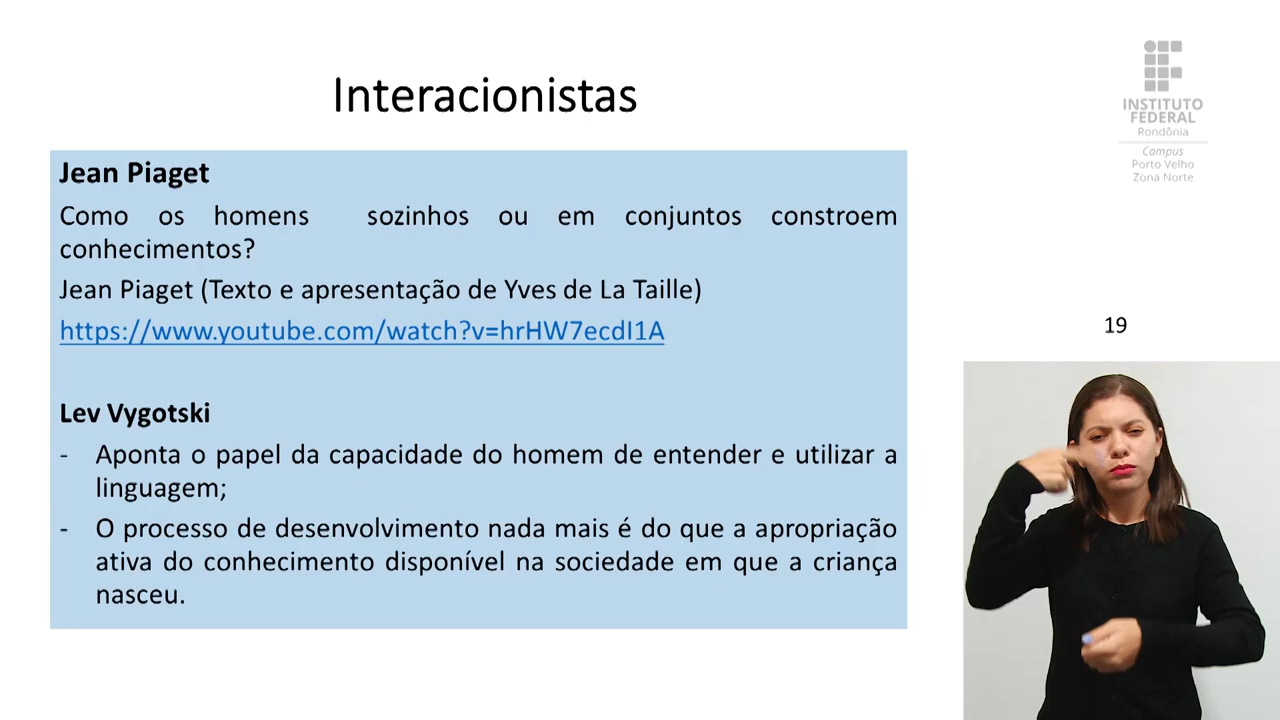 Interacionistas
INSTITUTO
FEDERAL
Rondônia
Campus
Porto Velho
Zona Norte
Jean Piaget
Como os homens sozinhos ou em conjuntos constroem
conhecimentos?
Jean Piaget (Texto e apresentação de Yves de La Taille)
https://www.youtube.com/watch?v=hrHW7ecdI1A
19
Lev Vygotski
- Aponta o papel da capacidade do homem de entender e utilizar a
linguagem;
- O processo de desenvolvimento nada mais é do que a apropriação
ativa do conhecimento disponível na sociedade em que a criança
nasceu.